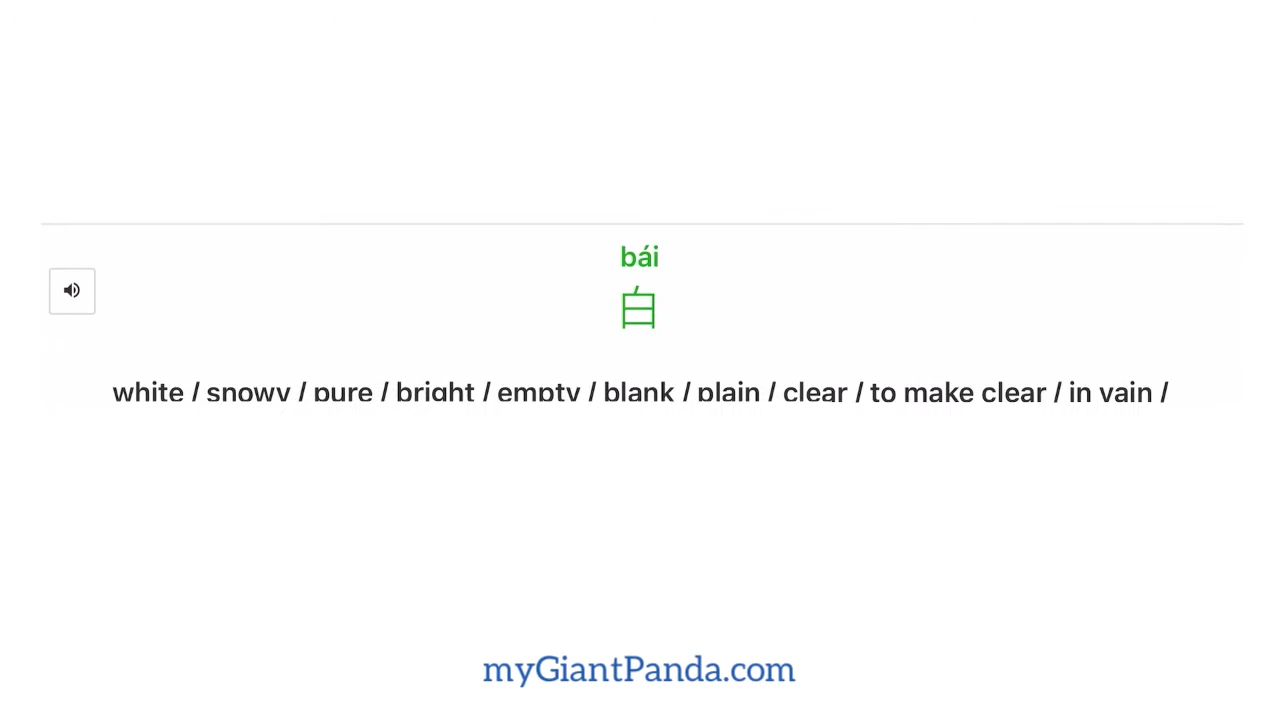 bái
白
white / snowy / pure / bright / empty / blank / plain / clear / to make clear / in vain /
myGiantPanda.com